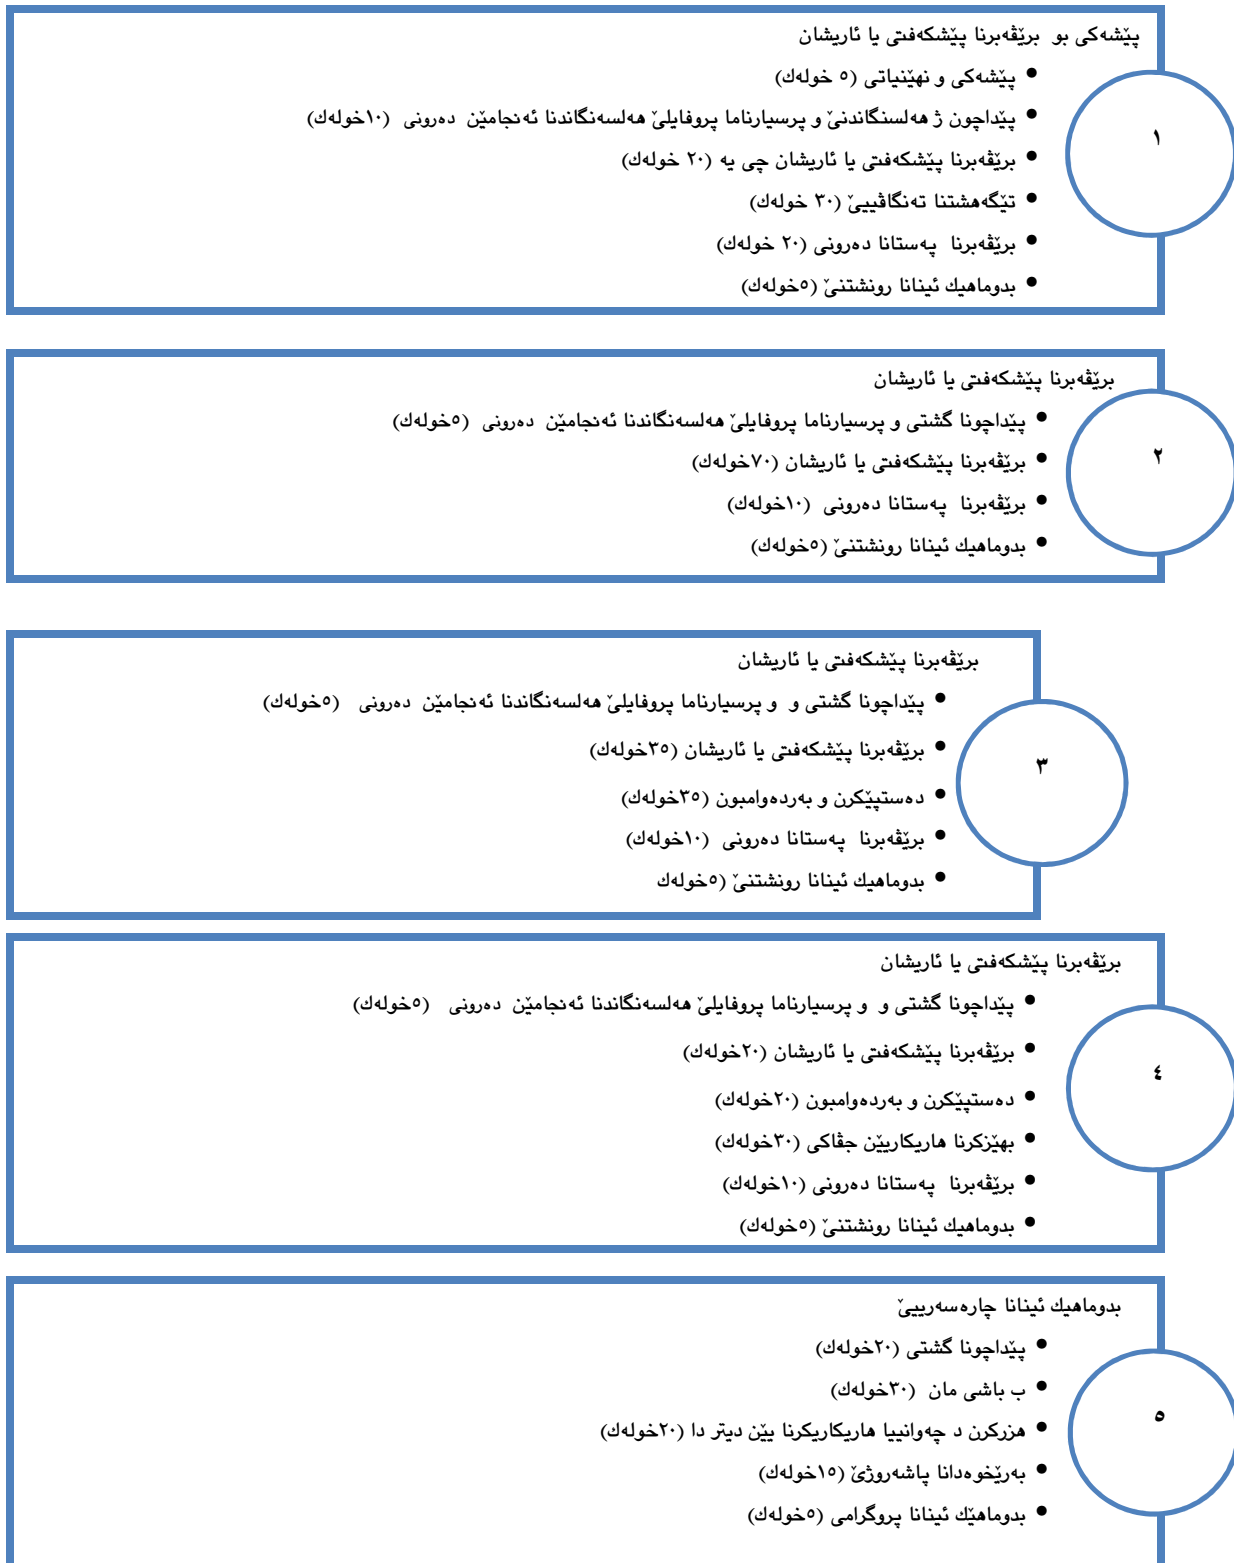 پێشەکی بو  برێڤەبرنا پێشکەفتی یا ئاریشان
● پێشەکی و نهێنیاتی (٥ خولەك)
● پێداچون ژ هەلسنگاندنێ و پرسیارناما پروفایلێ هەلسەنگاندنا ئەنجامێن  دەرونی  (١٠خولەك)
● برێڤەبرنا پێشکەفتی یا ئاریشان چی یە (٢٠ خولەك)
● تێگەهشتنا تەنگاڤییێ (٣٠ خولەك)
● برێڤەبرنا  پەستانا دەرونی (٢٠ خولەك)
● بدوماهیك ئینانا رونشتنێ (٥خولەك)
١
برێڤەبرنا پێشکەفتی یا ئاریشان
● پێداچونا گشتی و پرسیارناما پروفایلێ هەلسەنگاندنا ئەنجامێن  دەرونی  (٥خولەك)
● برێڤەبرنا پێشکەفتی یا ئاریشان (٧٠خولەك)
● برێڤەبرنا  پەستانا دەرونی  (١٠خولەك)
● بدوماهیك ئینانا رونشتنێ (٥خولەك)
٢
برێڤەبرنا پێشکەفتی یا ئاریشان
● پێداچونا گشتی و  و پرسیارناما پروفایلێ هەلسەنگاندنا ئەنجامێن  دەرونی   (٥خولەك)
● برێڤەبرنا پێشکەفتی یا ئاریشان (٣٥خولەك)
● دەستپێکرن و بەردەوامبون (٣٥خولەك)
● برێڤەبرنا  پەستانا دەرونی  (١٠خولەك)
● بدوماهیك ئینانا رونشتنێ (٥خولەك
٣
برێڤەبرنا پێشکەفتی یا ئاریشان
● پێداچونا گشتی و  و پرسیارناما پروفایلێ هەلسەنگاندنا ئەنجامێن  دەرونی   (٥خولەك)
● برێڤەبرنا پێشکەفتی یا ئاریشان (٢٠خولەك)
● دەستپێکرن و بەردەوامبون (٢٠خولەك)
● بهێزکرنا هاریکاریێن جڤاکی (٣٠خولەك)
● برێڤەبرنا  پەستانا دەرونی (١٠خولەك)
● بدوماهیك ئینانا رونشتنێ (٥خولەك)
٤
بدوماهیك ئینانا چارەسەرییێ
● پێداچونا گشتی (٢٠خولەك)
● ب باشی مان  (٣٠خولەك)
● هزرکرن د چەوانییا هاریکاریکرنا یێن دیتر دا (٢٠خولەك)
● بەرێخوەدانا پاشەروژێ (١٥خولەك)
● بدوماهێك ئینانا پروگرامی (٥خولەك)
٥